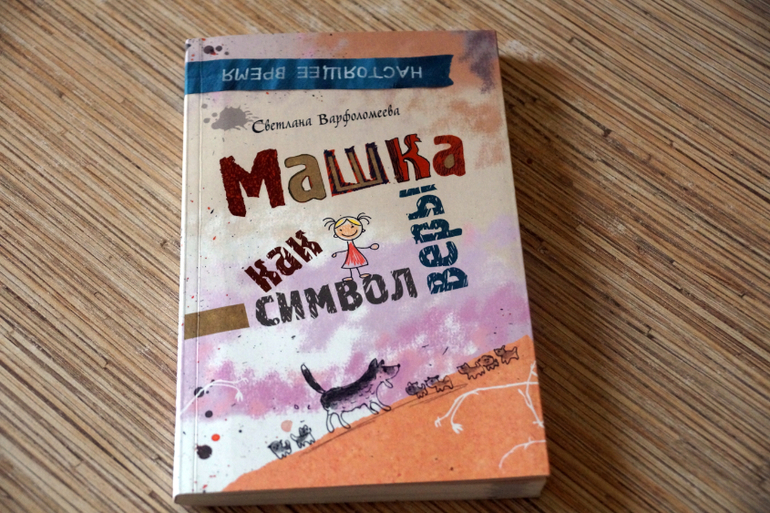 НАСТОЯЩЕЕ ВРЕМЯ
Светлана Варфоломеева
Машка
как
символ
веры